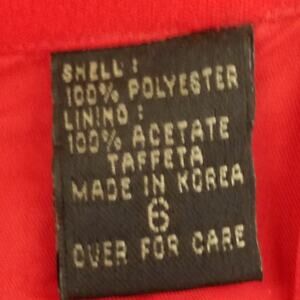 SHELL:
100% POLYESTER
LINING:
100% ACETATE
TAFFETA
MADE IN KOREA
6
OVER FOR CARE